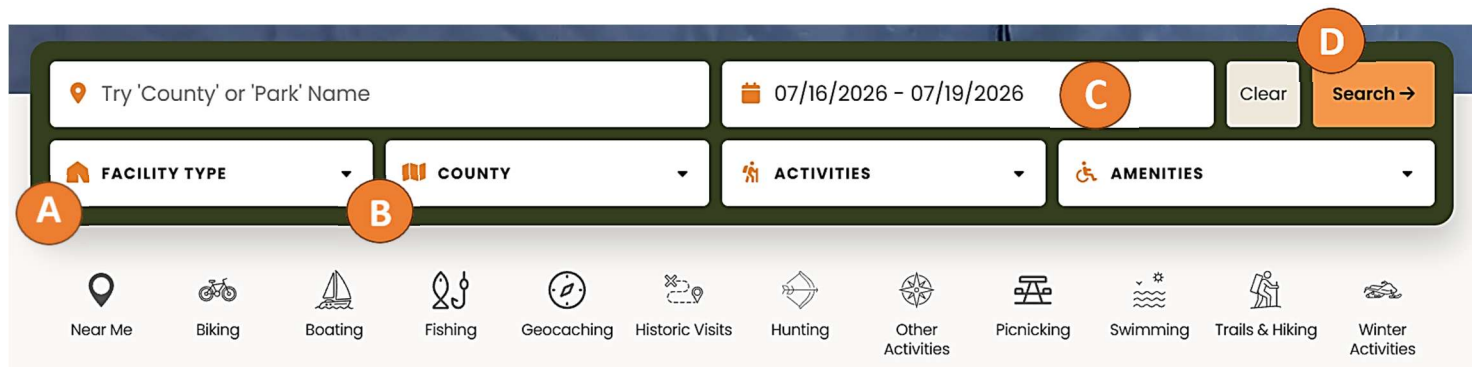 D
Try 'County' or 'Park' Name
07/16/2026 - 07/19/2026
C
Clear
Search →
FACILITY TYPE
COUNTY
ACTIVITIES
AMENITIES
A
B
Near Me
Biking
Boating
Fishing
Geocaching
Historic Visits
Hunting
Other
Activities
Picnicking
Swimming
Trails & Hiking
Winter
Activities